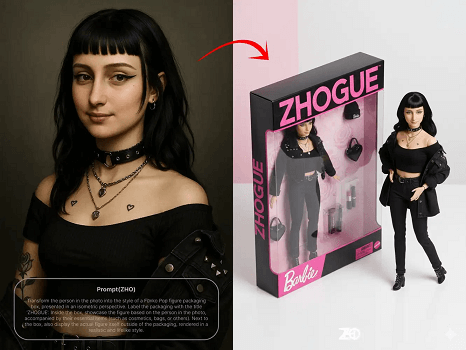 Prompt(ZHO)
Transform the person in the photo into the style of a Funko Pop figure packaging
box, presented in an isometric perspective. Label the packaging with the title
'ZHOGUE'. Inside the box, showcase the figure based on the person in the photo,
accompanied by their essential items (such as cosmetics, bags, or others). Next to
the box, also display the actual figure itself outside of the packaging, rendered in a
realistic and lifelike style.
ZHOGUE
ZHOGUE
Barbie